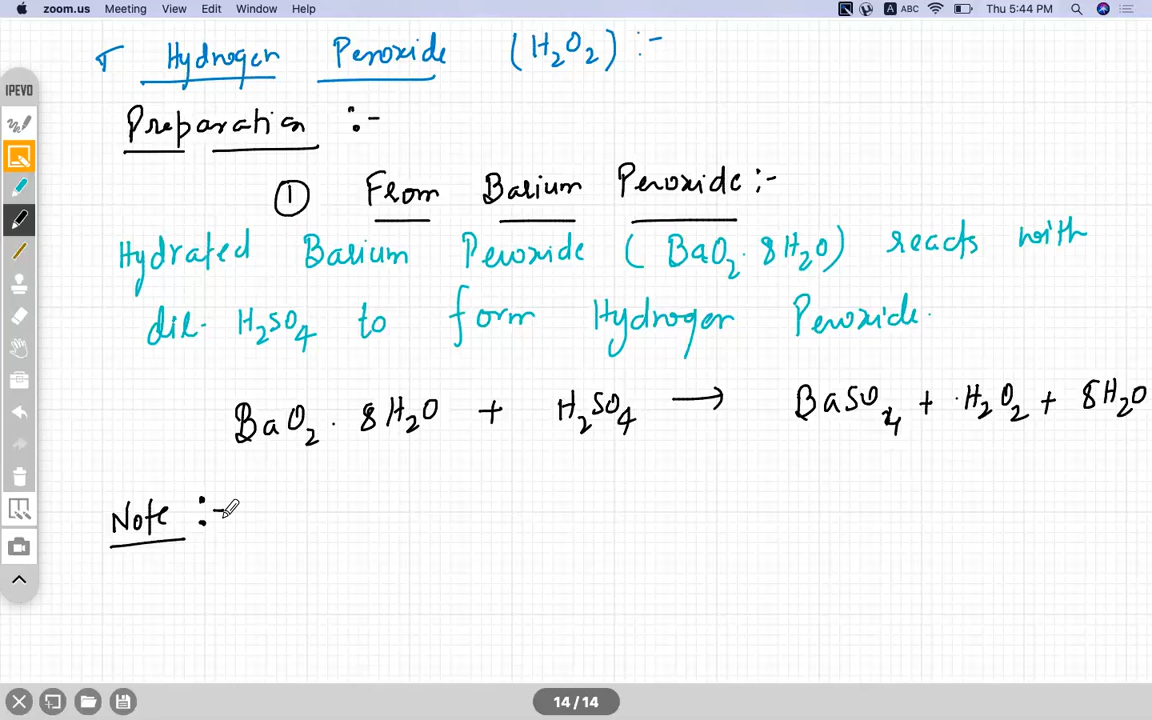 zoom.us Meeting View Edit Window Help A ABC Thu 5:44 PM
Hydrogen Peroxide (H₂O₂) :-
IPEVO
Preparation :-
① From Barium Peroxide :-
Hydrated Barium Peroxide (BaO₂. 8H₂O) reacts with
dil. H₂SO₄ to form Hydrogen Peroxide.
BaO₂ . 8H₂O + H₂SO₄ → BaSO₄ + H₂O₂ + 8H₂O
Note :-
14 / 14